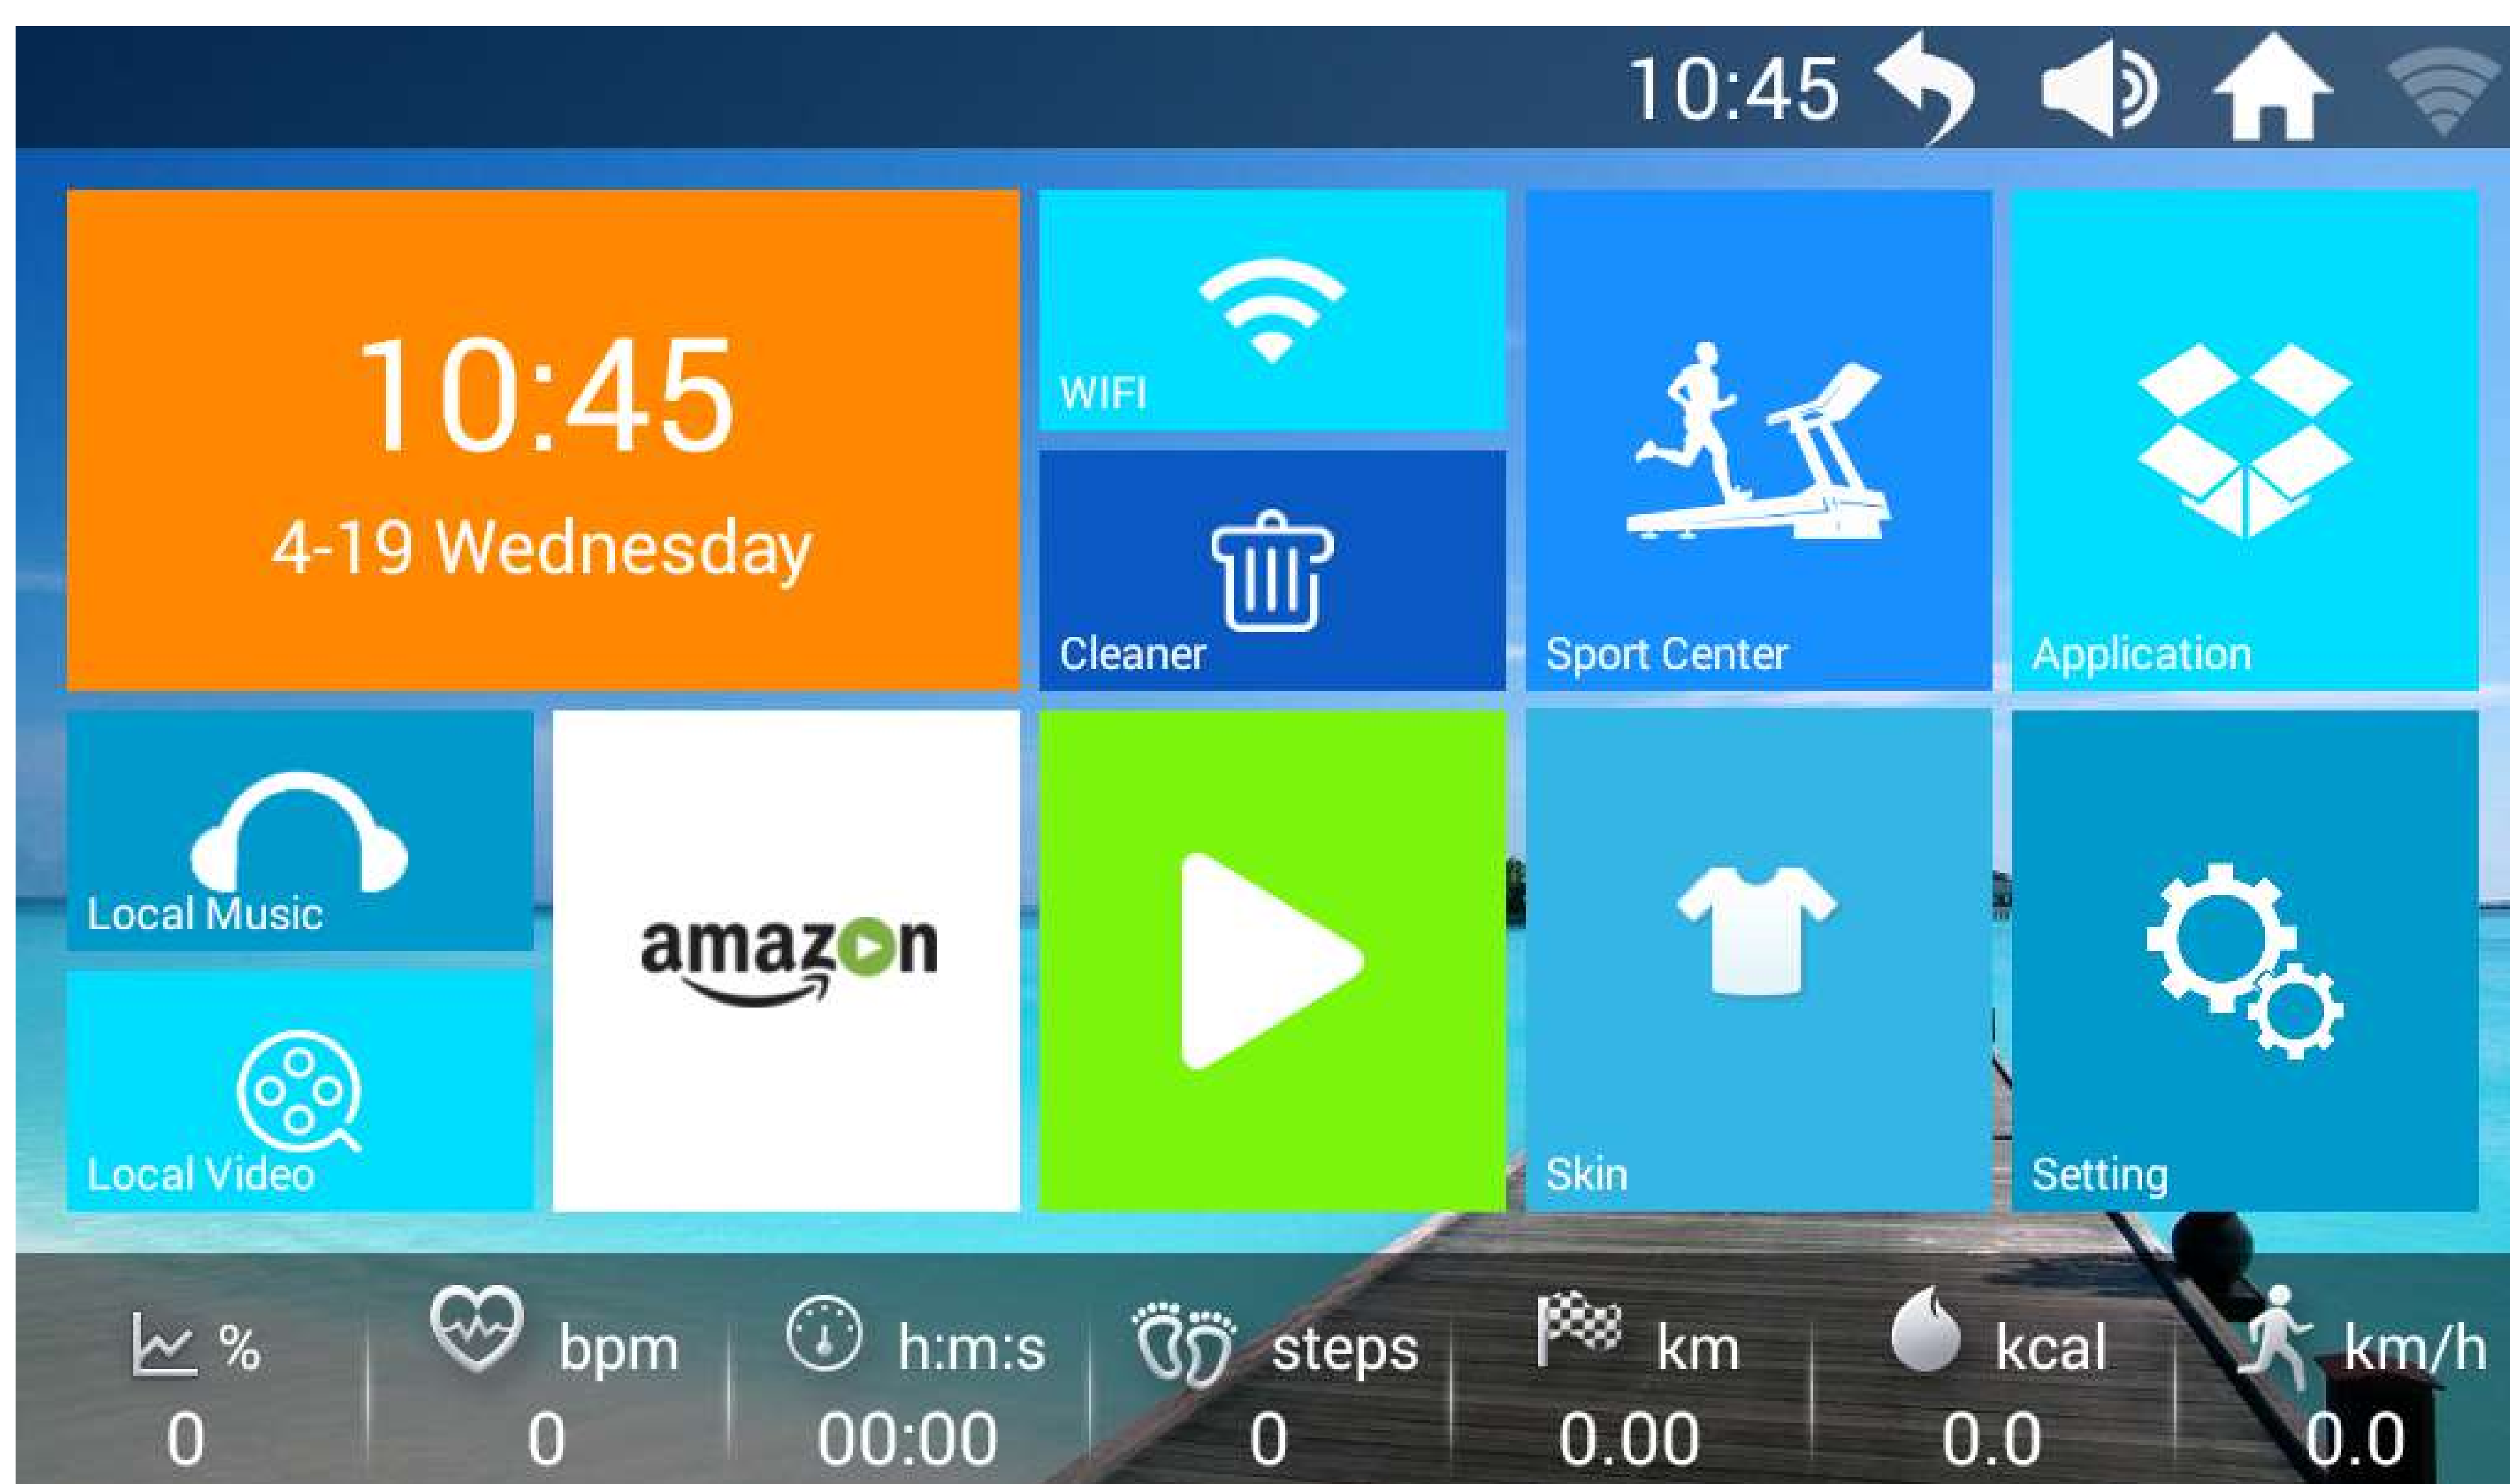 10:45
10:45
4-19 Wednesday
WIFI
Cleaner
Sport Center
Application
Local Music
amazon
Local Video
Skin
Setting
% bpm h:m:s steps km kcal km/h
0 0 00:00 0 0.00 0.0 0.0